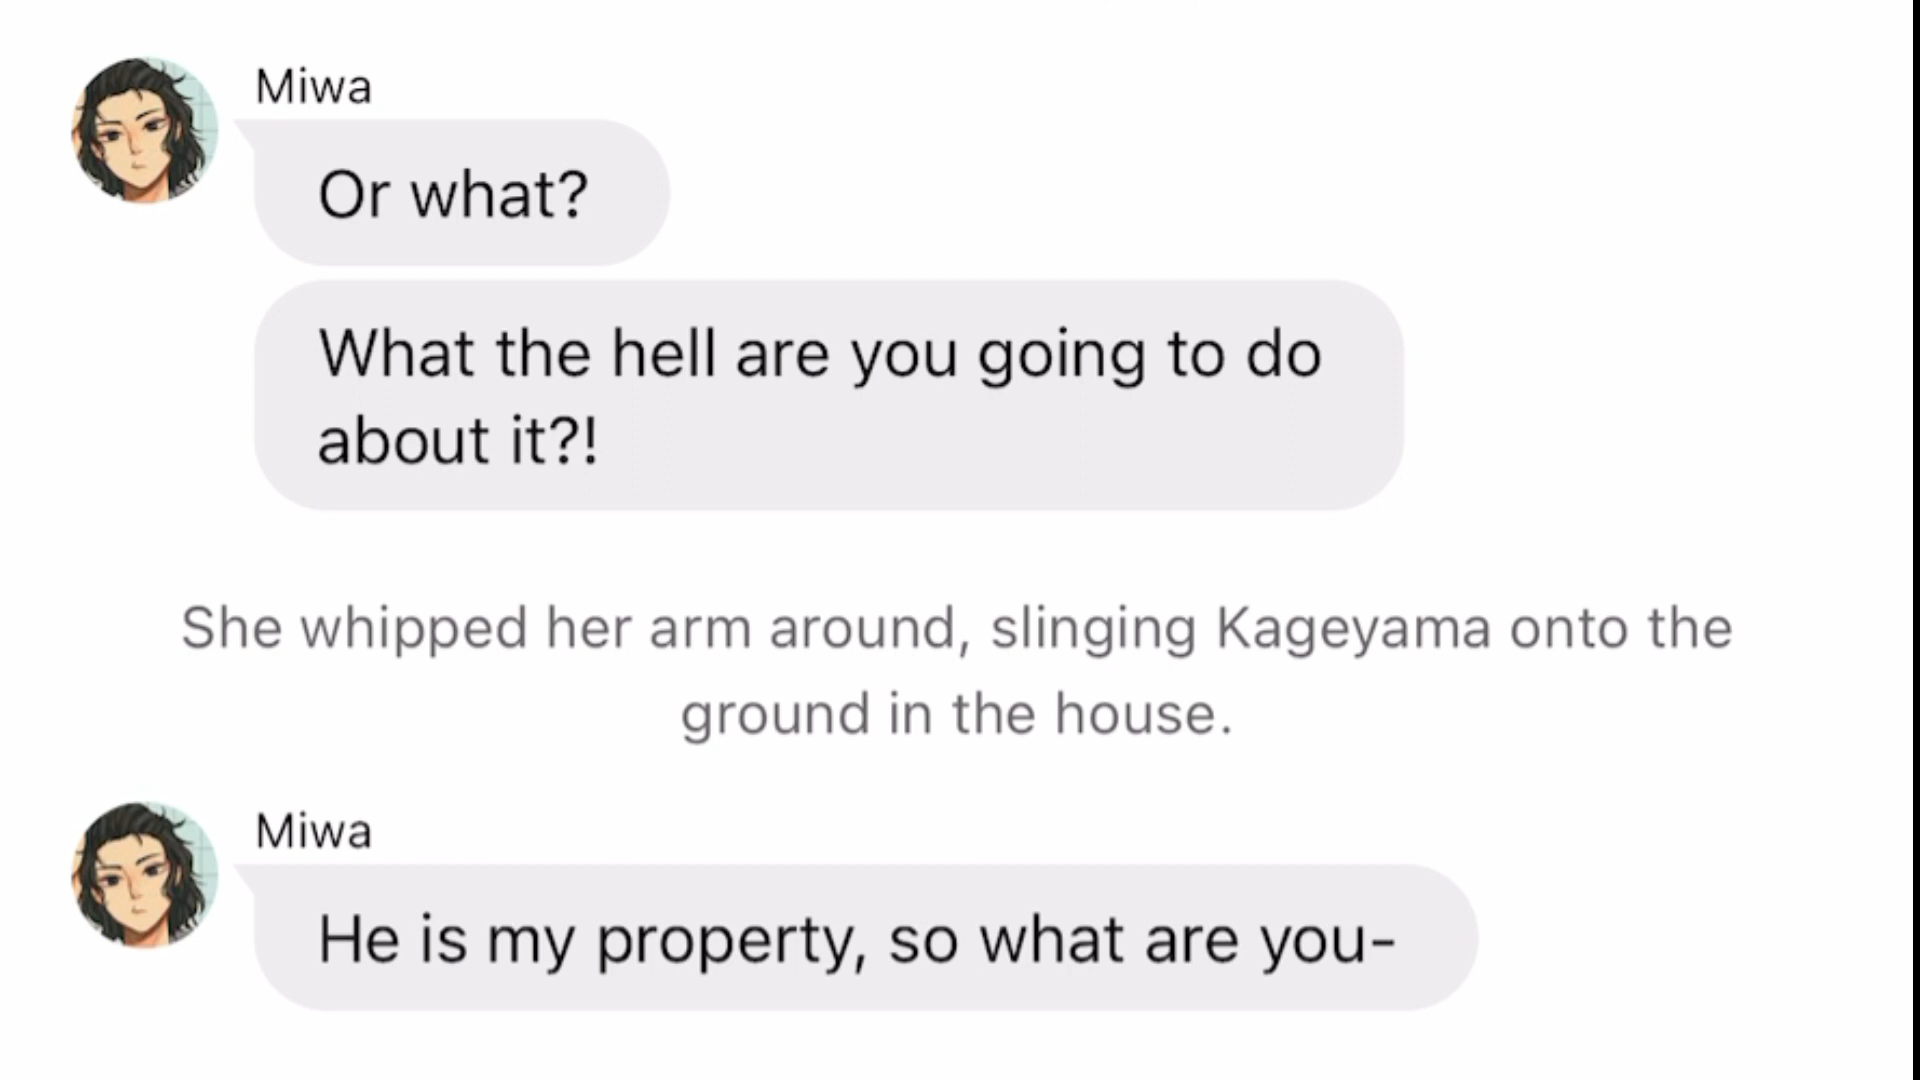 Miwa
Or what?
What the hell are you going to do
about it?!
She whipped her arm around, slinging Kageyama onto the
ground in the house.
Miwa
He is my property, so what are you-